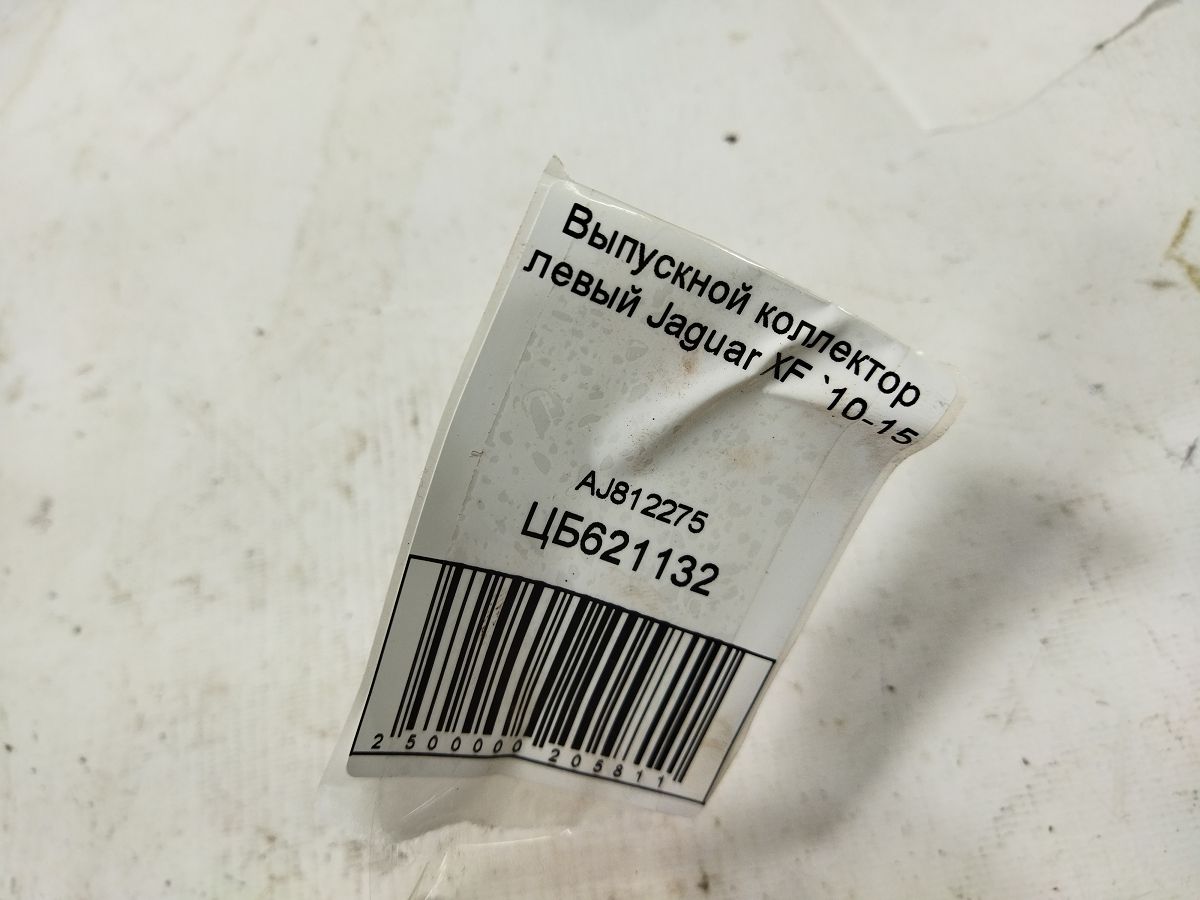 Выпускной коллектор
левый Jaguar XF `10-15
AJ812275
ЦБ621132
2 500000 205811